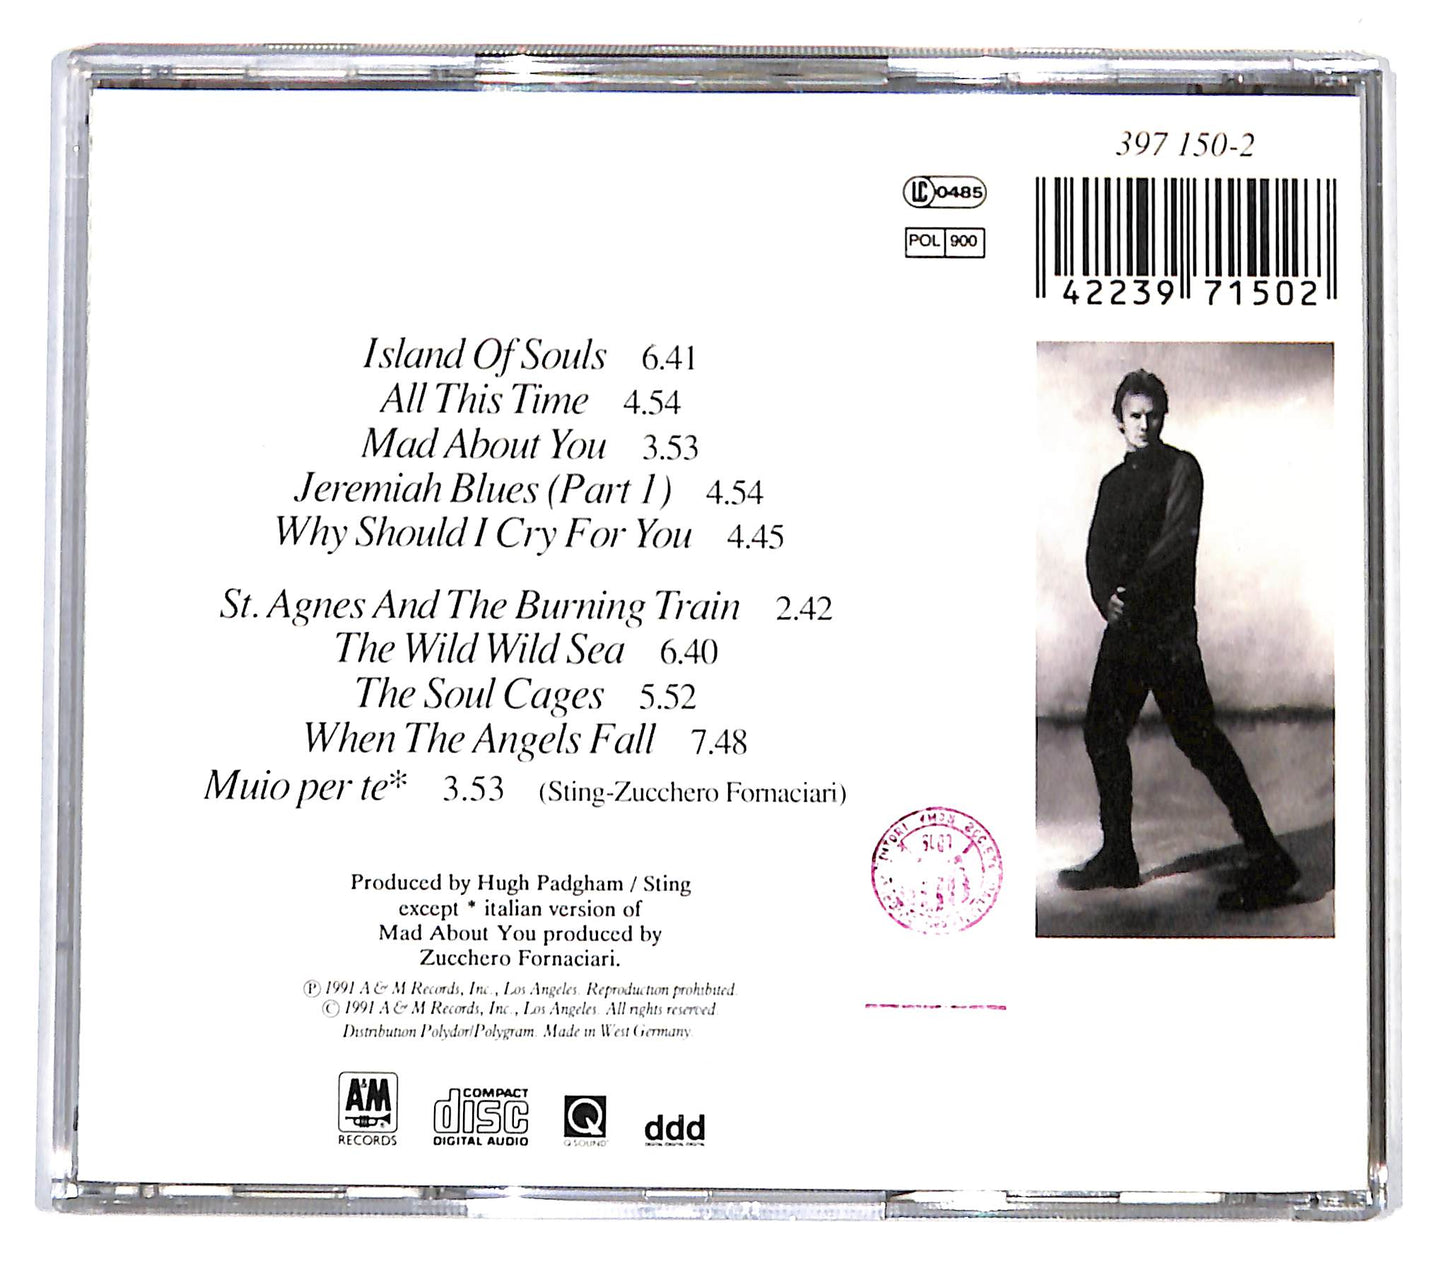 397 150-2
LC 0485
POL 900
42239 71502
Island Of Souls 6.41
All This Time 4.54
Mad About You 3.53
Jeremiah Blues (Part 1) 4.54
Why Should I Cry For You 4.45
St. Agnes And The Burning Train 2.42
The Wild Wild Sea 6.40
The Soul Cages 5.52
When The Angels Fall 7.48
Muio per te* 3.53 (Sting-Zucchero Fornaciari)
Produced by Hugh Padgham / Sting
except * italian version of
Mad About You produced by
Zucchero Fornaciari.
Ⓟ 1991 A & M Records, Inc., Los Angeles. Reproduction prohibited.
© 1991 A & M Records, Inc., Los Angeles. All rights reserved.
Distribution Polydor/Polygram. Made in West Germany.
A&M
RECORDS
COMPACT
disc
DIGITAL AUDIO
Q
QSOUND
ddd